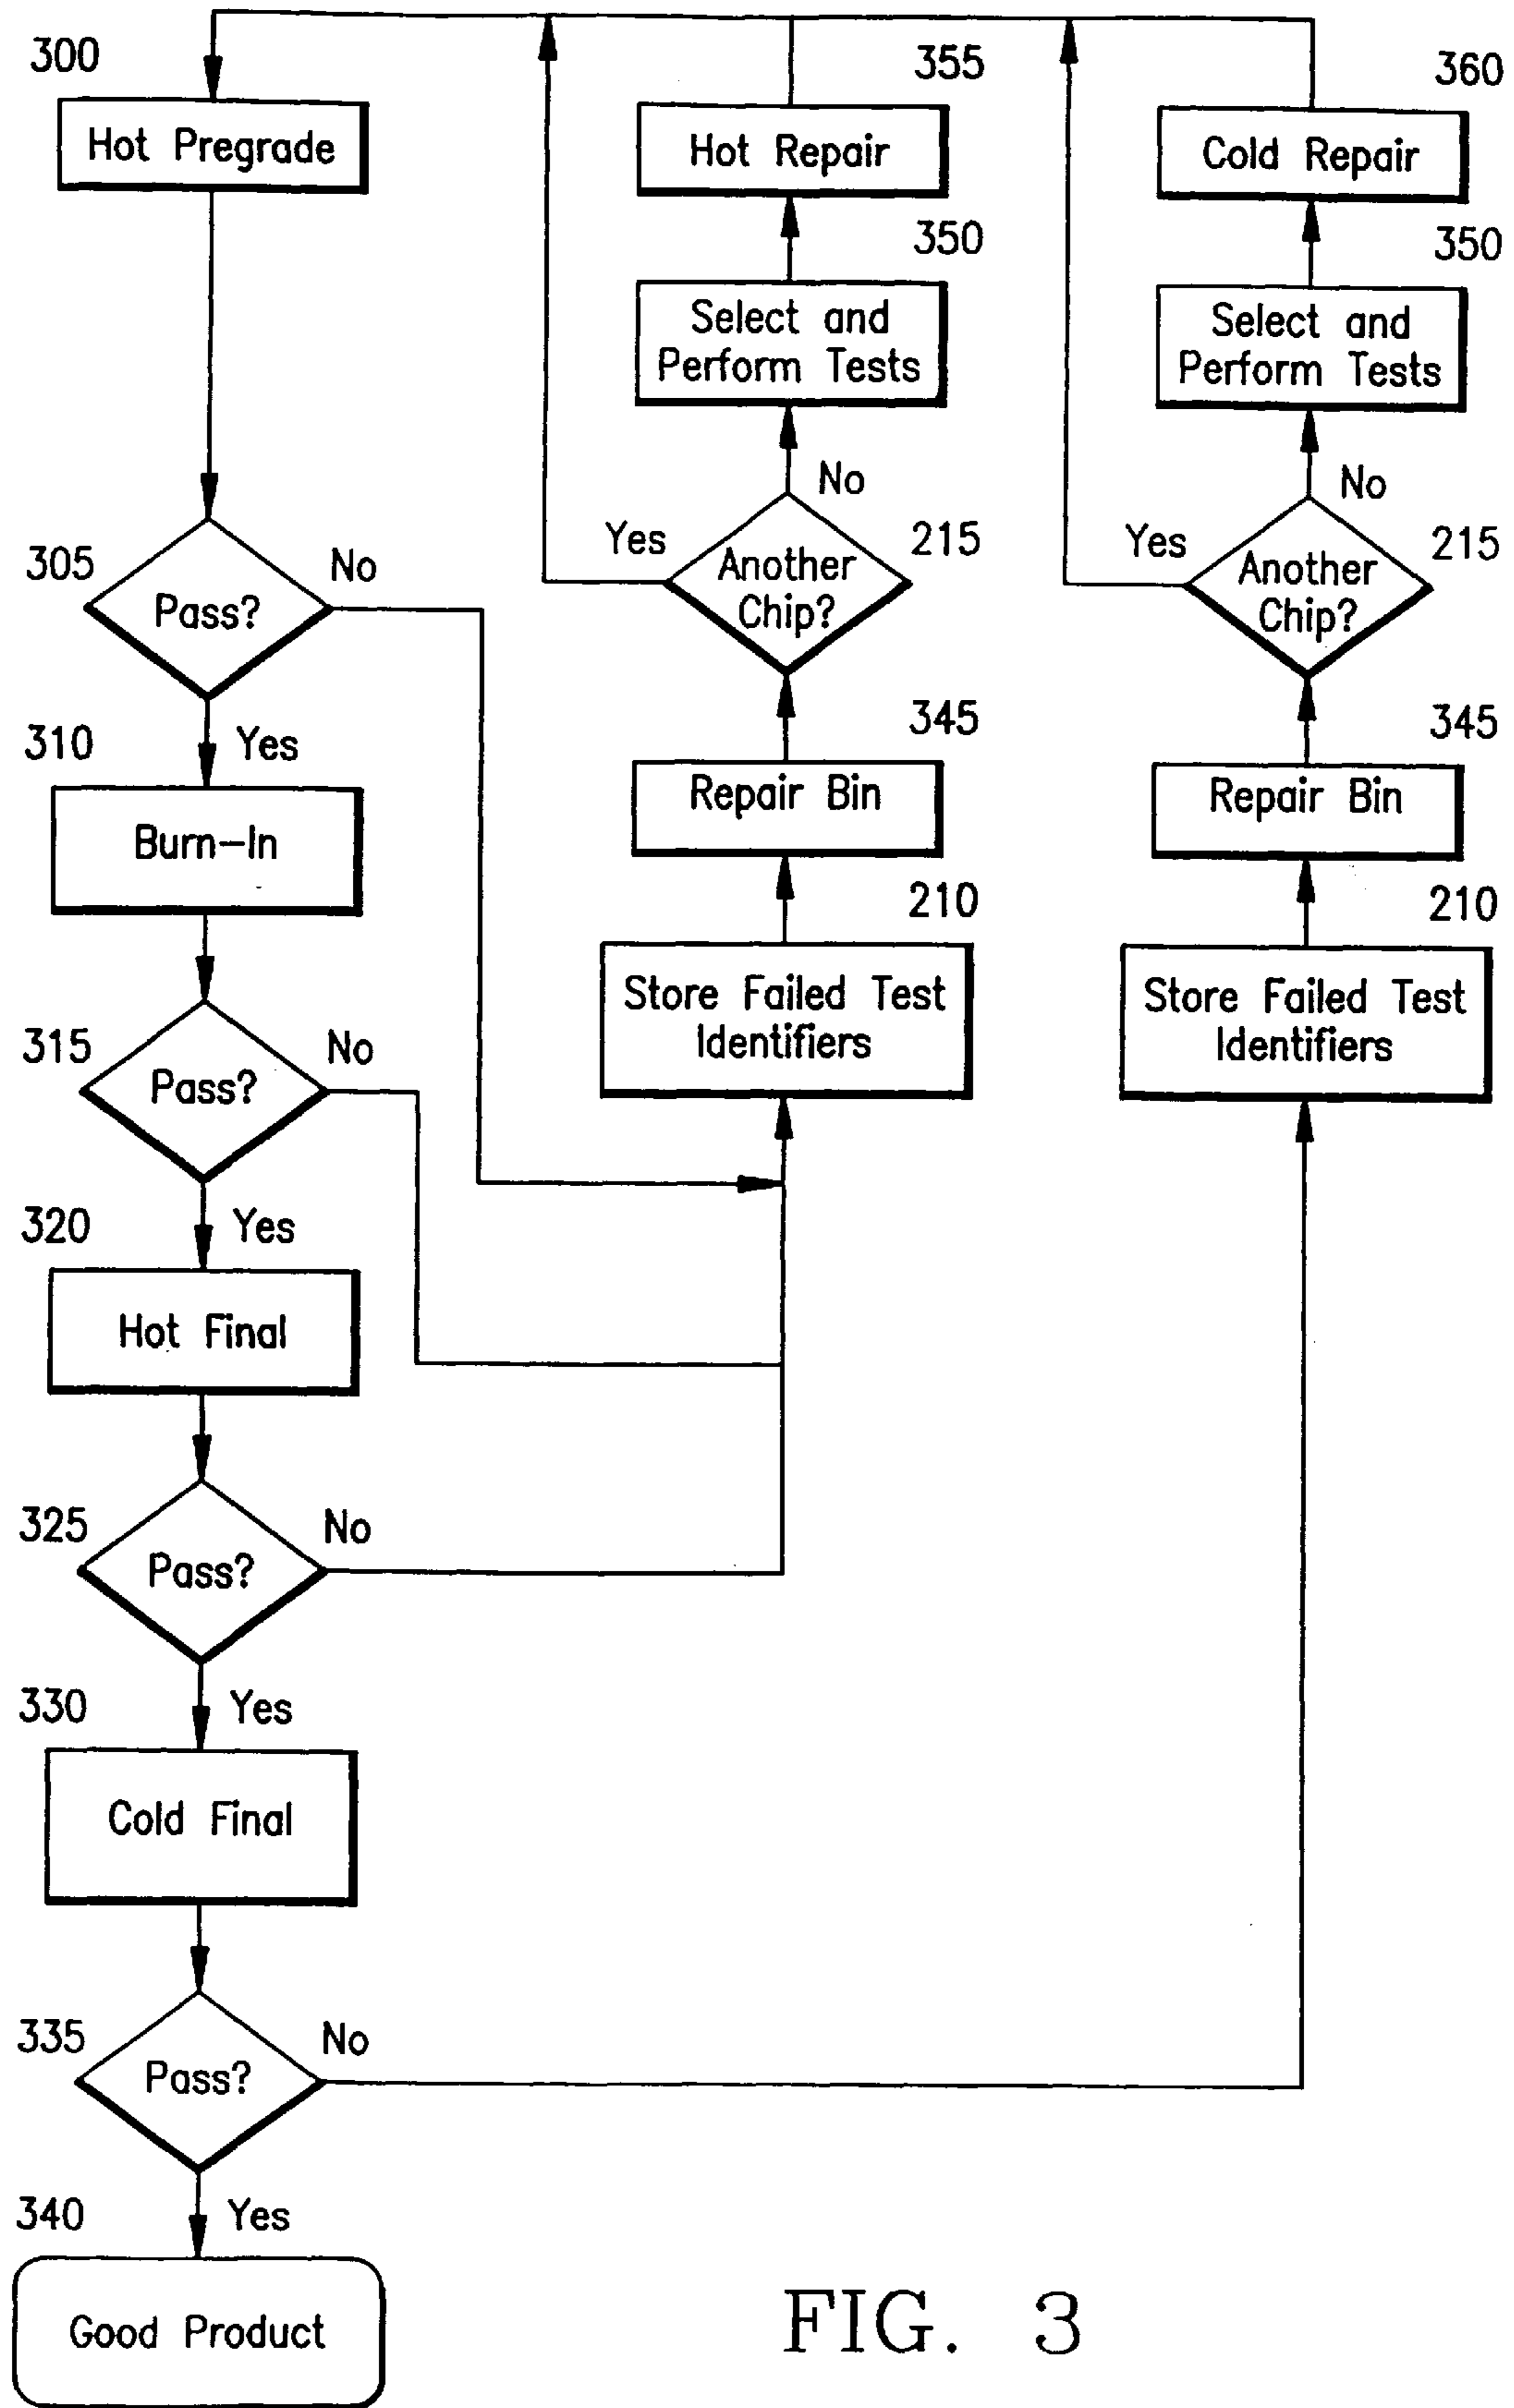 300
Hot Pregrade
305
Pass?
No
Yes
310
Burn-In
315
Pass?
No
Yes
320
Hot Final
325
Pass?
No
Yes
330
Cold Final
335
Pass?
No
Yes
340
Good Product
355
Hot Repair
350
Select and
Perform Tests
No
Yes
Another
Chip?
215
345
Repair Bin
210
Store Failed Test
Identifiers
360
Cold Repair
350
Select and
Perform Tests
No
Yes
Another
Chip?
215
345
Repair Bin
210
Store Failed Test
Identifiers
FIG. 3